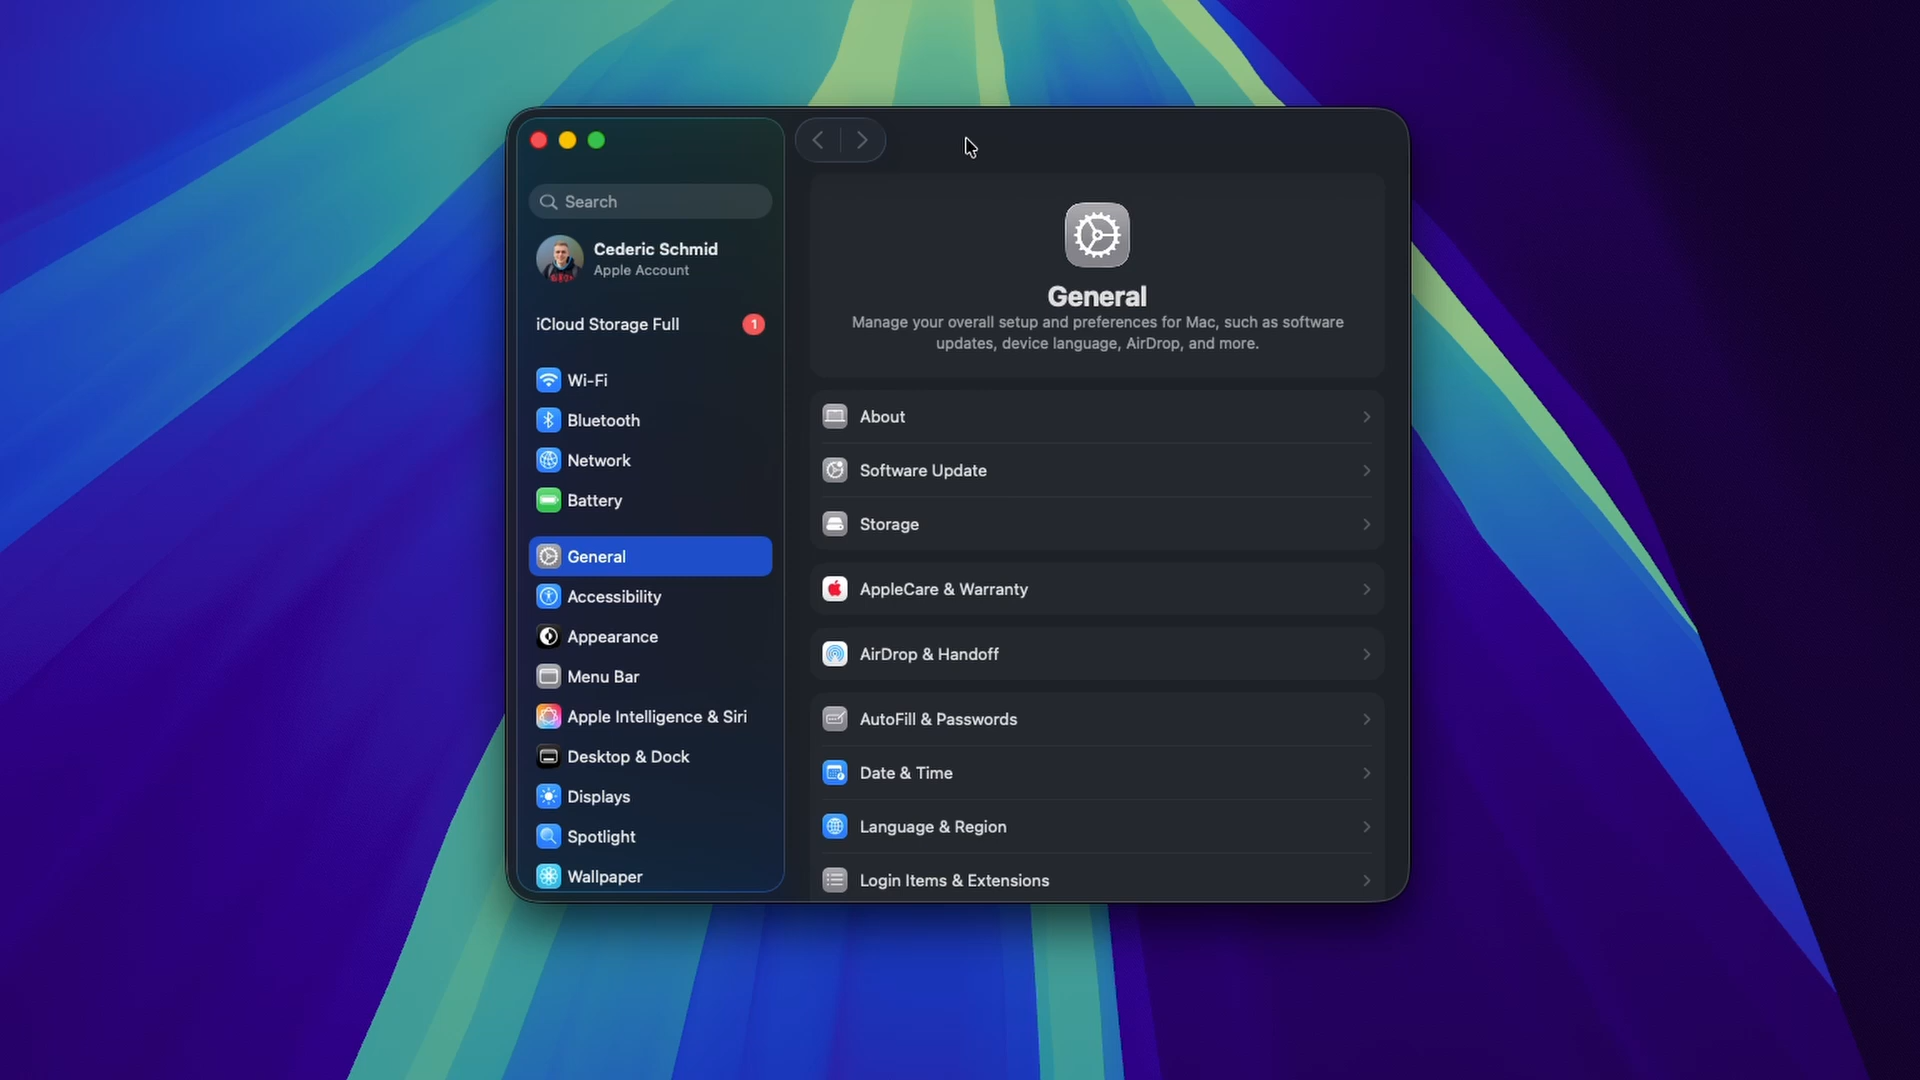 Search
Cederic Schmid
Apple Account
iCloud Storage Full
1
Wi-Fi
Bluetooth
Network
Battery
General
Accessibility
Appearance
Menu Bar
Apple Intelligence & Siri
Desktop & Dock
Displays
Spotlight
Wallpaper
General
Manage your overall setup and preferences for Mac, such as software
updates, device language, AirDrop, and more.
About
Software Update
Storage
AppleCare & Warranty
AirDrop & Handoff
AutoFill & Passwords
Date & Time
Language & Region
Login Items & Extensions